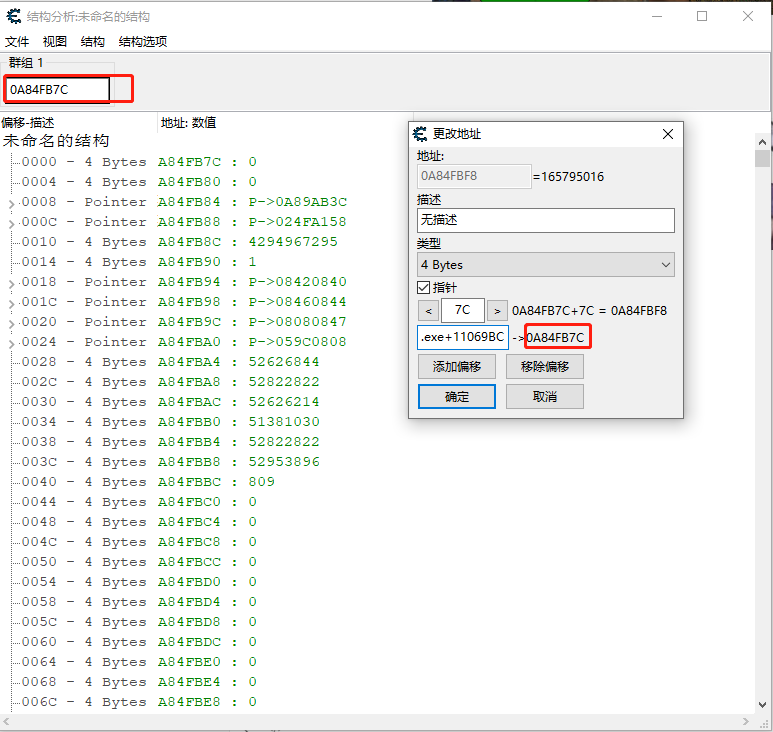 结构分析:未命名的结构
文件 视图 结构 结构选项
群组 1
0A84FB7C
偏移-描述 地址: 数值
未命名的结构
0000 - 4 Bytes A84FB7C : 0
0004 - 4 Bytes A84FB80 : 0
0008 - Pointer A84FB84 : P->0A89AB3C
000C - Pointer A84FB88 : P->024FA158
0010 - 4 Bytes A84FB8C : 4294967295
0014 - 4 Bytes A84FB90 : 1
0018 - Pointer A84FB94 : P->08420840
001C - Pointer A84FB98 : P->08460844
0020 - Pointer A84FB9C : P->08080847
0024 - Pointer A84FBA0 : P->059C0808
0028 - 4 Bytes A84FBA4 : 52626844
002C - 4 Bytes A84FBA8 : 52822822
0030 - 4 Bytes A84FBAC : 52626214
0034 - 4 Bytes A84FBB0 : 51381030
0038 - 4 Bytes A84FBB4 : 52822822
003C - 4 Bytes A84FBB8 : 52953896
0040 - 4 Bytes A84FBBC : 809
0044 - 4 Bytes A84FBC0 : 0
0048 - 4 Bytes A84FBC4 : 0
004C - 4 Bytes A84FBC8 : 0
0050 - 4 Bytes A84FBCC : 0
0054 - 4 Bytes A84FBD0 : 0
0058 - 4 Bytes A84FBD4 : 0
005C - 4 Bytes A84FBD8 : 0
0060 - 4 Bytes A84FBDC : 0
0064 - 4 Bytes A84FBE0 : 0
0068 - 4 Bytes A84FBE4 : 0
006C - 4 Bytes A84FBE8 : 0
更改地址
地址:
0A84FBF8 =165795016
描述
无描述
类型
4 Bytes
指针
< 7C > 0A84FB7C+7C = 0A84FBF8
.exe+11069BC ->0A84FB7C
添加偏移 移除偏移
确定 取消